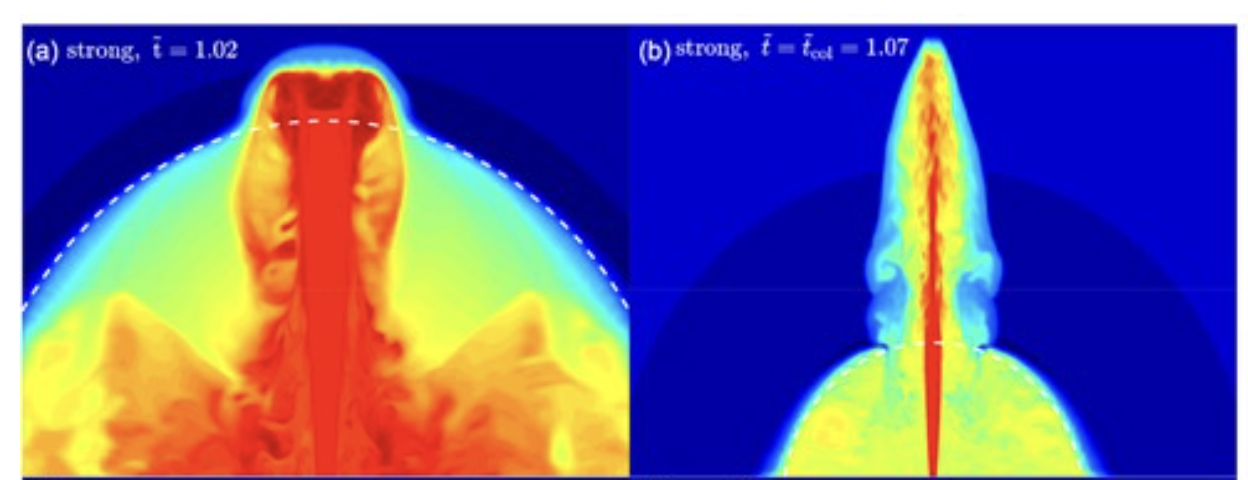 (a) strong, t̃ = 1.02
(b) strong, t̃ = t̃col = 1.07